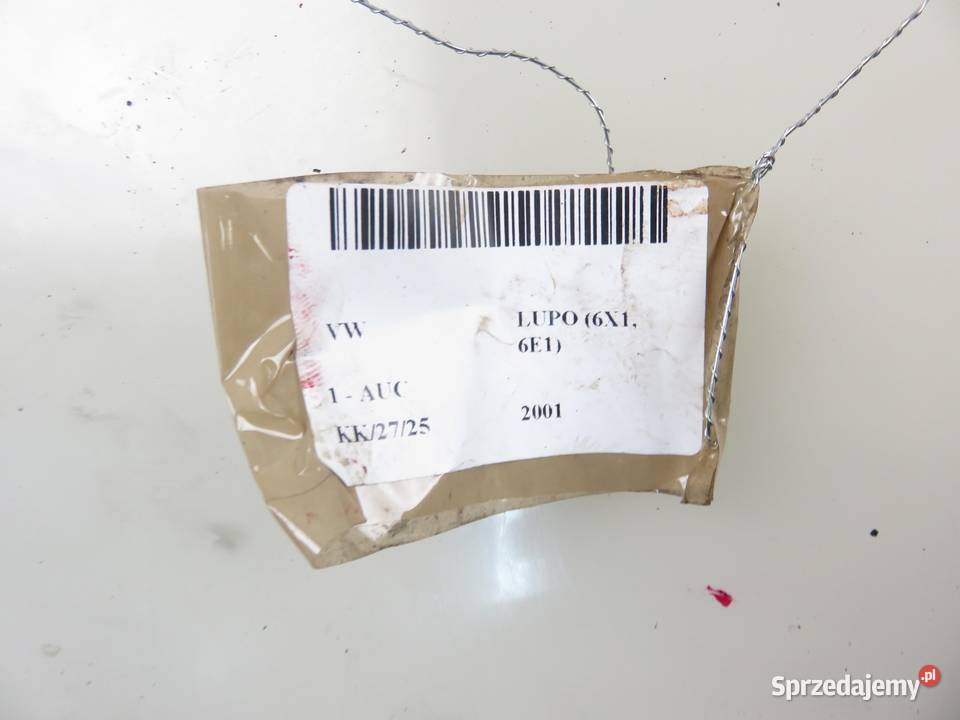 VW
LUPO (6X1,
6E1)
1 - AUC
KK/27/25
2001
Sprzedajemy.pl